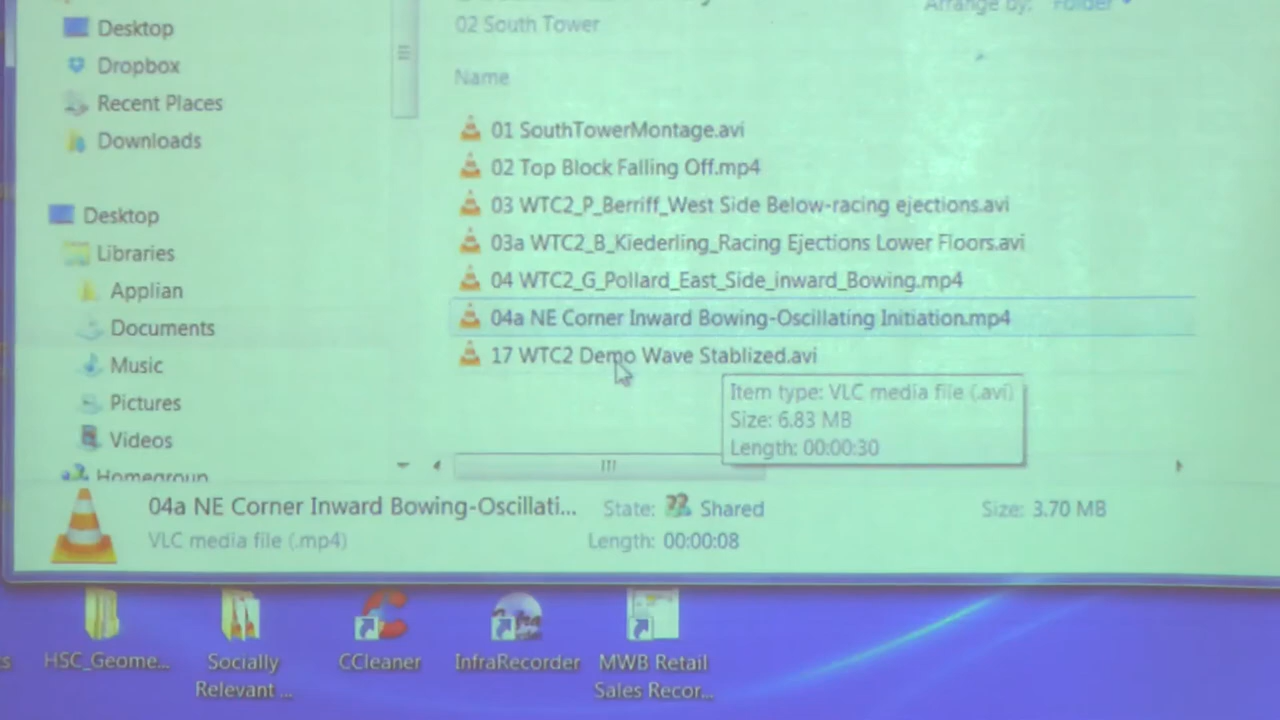 Desktop
Dropbox
Recent Places
Downloads
Desktop
Libraries
Applian
Documents
Music
Pictures
Videos
Homegroup
Arrange by: Folder
02 South Tower
Name
01 SouthTowerMontage.avi
02 Top Block Falling Off.mp4
03 WTC2_P_Berriff_West Side Below-racing ejections.avi
03a WTC2_B_Kiederling_Racing Ejections Lower Floors.avi
04 WTC2_G_Pollard_East_Side_inward_Bowing.mp4
04a NE Corner Inward Bowing-Oscillating Initiation.mp4
17 WTC2 Demo Wave Stablized.avi
Item type: VLC media file (.avi)
Size: 6.83 MB
Length: 00:00:30
04a NE Corner Inward Bowing-Oscillati...
State: Shared
Size: 3.70 MB
VLC media file (.mp4)
Length: 00:00:08
HSC_Geome...
Socially
Relevant ...
CCleaner
InfraRecorder
MWB Retail
Sales Recor...